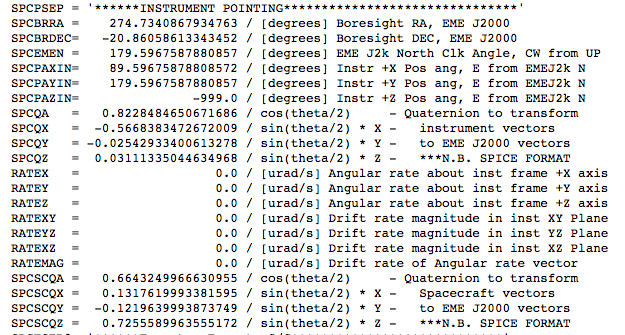 SPCPSEP = '******INSTRUMENT POINTING******************************'
SPCBRRA = 274.7340867934763 / [degrees] Boresight RA, EME J2000
SPCBRDEC= -20.86058613343452 / [degrees] Boresight DEC, EME J2000
SPCEMEN = 179.59675887880857 / [degrees] EME J2k North Clk Angle, CW from UP
SPCPAXIN= 89.59675887808572 / [degrees] Instr +X Pos ang, E from EMEJ2k N
SPCPAYIN= 179.59675887880857 / [degrees] Instr +Y Pos ang, E from EMEJ2k N
SPCPAZIN= -999.0 / [degrees] Instr +Z Pos ang, E from EMEJ2k N
SPCQA = 0.8228484650671686 / cos(theta/2) - Quaternion to transform
SPCQX = -0.5668383472672009 / sin(theta/2) * X - instrument vectors
SPCQY = -0.02542933400613278 / sin(theta/2) * Y - to EME J2000 vectors
SPCQZ = 0.03111335044634968 / sin(theta/2) * Z - ***N.B. SPICE FORMAT
RATEX = 0.0 / [urad/s] Angular rate about inst frame +X axis
RATEY = 0.0 / [urad/s] Angular rate about inst frame +Y axis
RATEZ = 0.0 / [urad/s] Angular rate about inst frame +Z axis
RATEXY = 0.0 / [urad/s] Drift rate magnitude in inst XY Plane
RATEYZ = 0.0 / [urad/s] Drift rate magnitude in inst YZ Plane
RATEXZ = 0.0 / [urad/s] Drift rate magnitude in inst XZ Plane
RATEMAG = 0.0 / [urad/s] Drift rate of Angular rate vector
SPCSCQA = 0.6643249966630955 / cos(theta/2) - Quaternion to transform
SPCSCQX = 0.1317619993381595 / sin(theta/2) * X - Spacecraft vectors
SPCSCQY = -0.1219639993873749 / sin(theta/2) * Y - to EME J2000 vectors
SPCSCQZ = 0.7255589963555172 / sin(theta/2) * Z - ***N.B. SPICE FORMAT